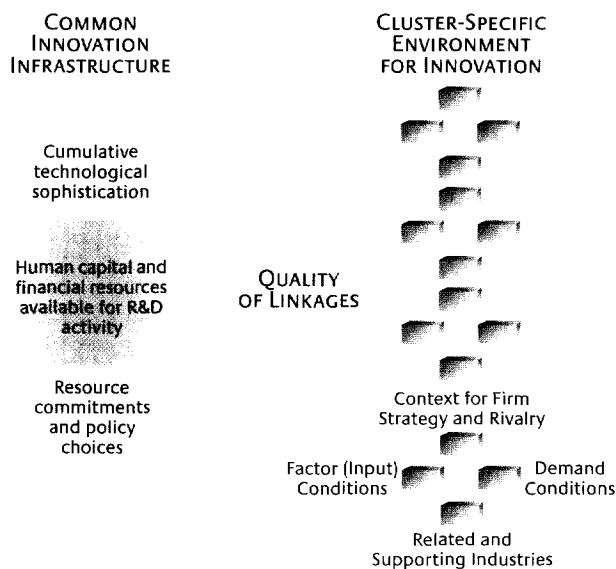 COMMON
INNOVATION
INFRASTRUCTURE
Cumulative
technological
sophistication
Human capital and
financial resources
available for R&D
activity
Resource
commitments
and policy
choices
QUALITY
OF LINKAGES
CLUSTER-SPECIFIC
ENVIRONMENT
FOR INNOVATION
Context for Firm
Strategy and Rivalry
Factor (Input)
Conditions
Demand
Conditions
Related and
Supporting Industries